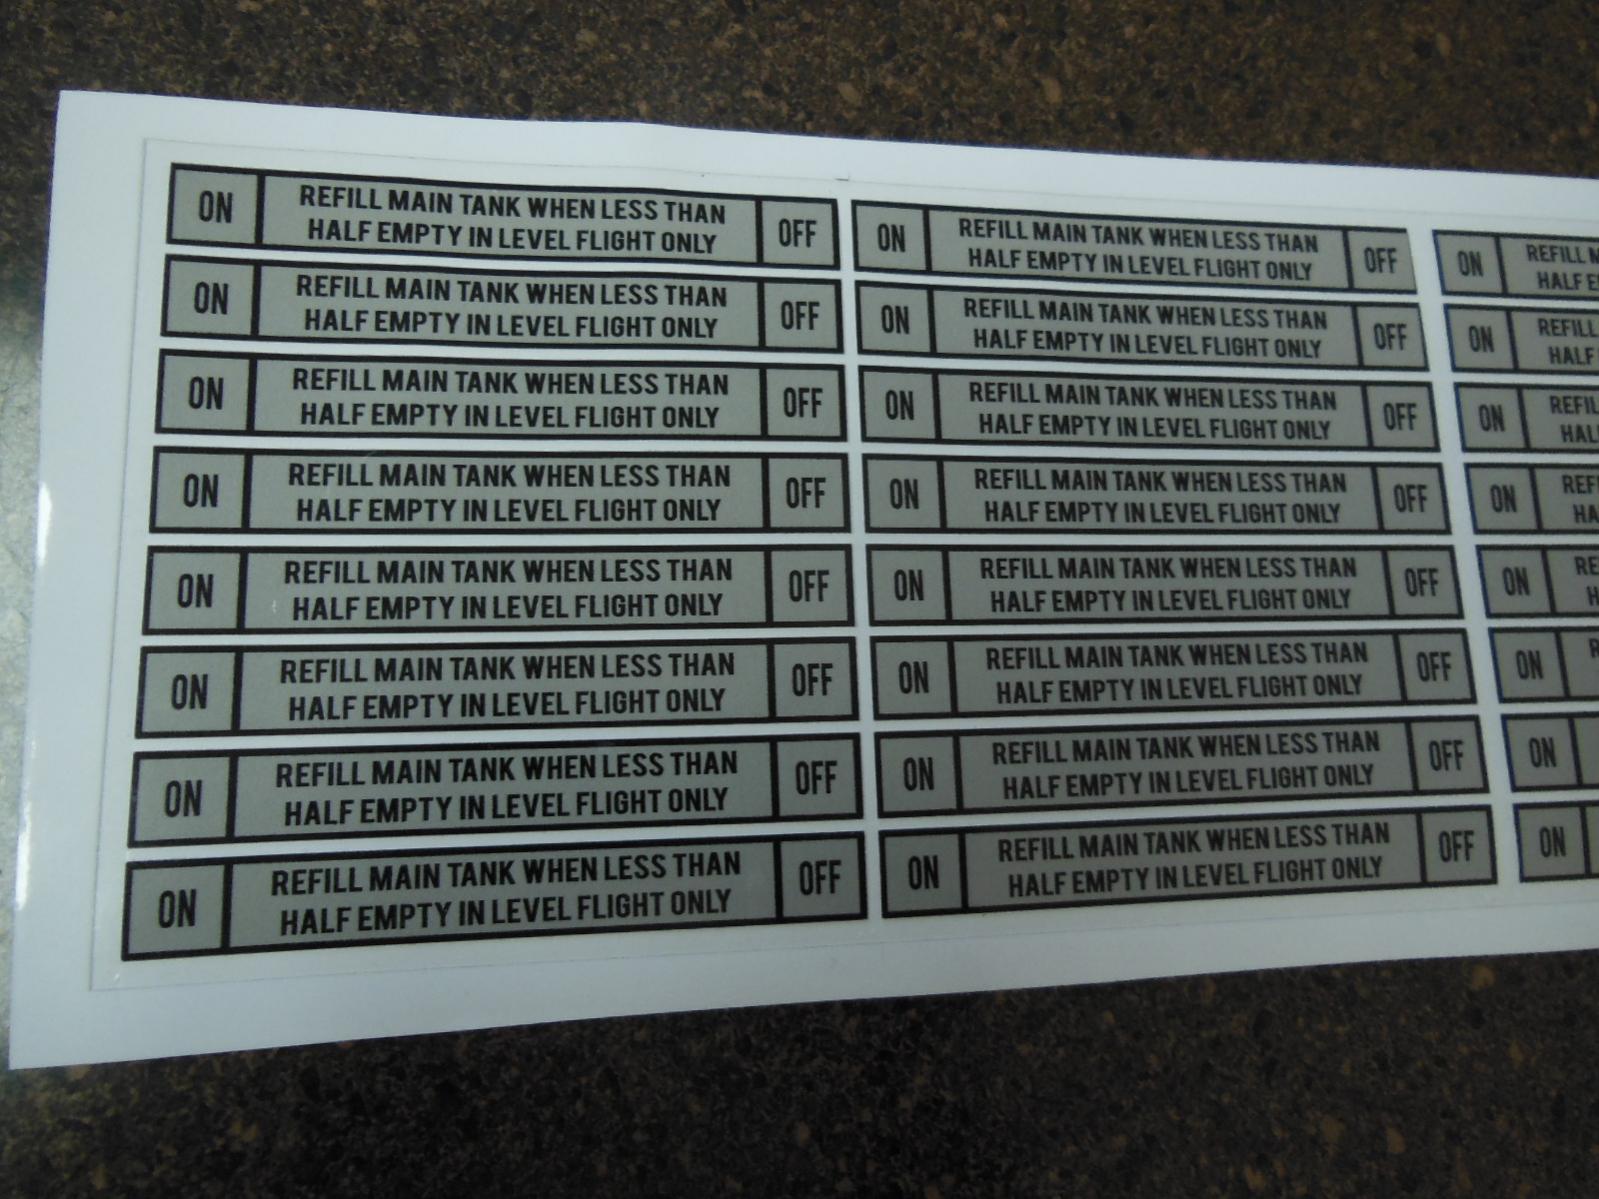 ON
REFILL MAIN TANK WHEN LESS THAN
HALF EMPTY IN LEVEL FLIGHT ONLY
OFF
ON
REFILL MAIN TANK WHEN LESS THAN
HALF EMPTY IN LEVEL FLIGHT ONLY
OFF
ON
REFILL M
HALF E
ON
REFILL MAIN TANK WHEN LESS THAN
HALF EMPTY IN LEVEL FLIGHT ONLY
OFF
ON
REFILL MAIN TANK WHEN LESS THAN
HALF EMPTY IN LEVEL FLIGHT ONLY
OFF
ON
REFILL
HALF
ON
REFILL MAIN TANK WHEN LESS THAN
HALF EMPTY IN LEVEL FLIGHT ONLY
OFF
ON
REFILL MAIN TANK WHEN LESS THAN
HALF EMPTY IN LEVEL FLIGHT ONLY
OFF
ON
REFIL
HAL
ON
REFILL MAIN TANK WHEN LESS THAN
HALF EMPTY IN LEVEL FLIGHT ONLY
OFF
ON
REFILL MAIN TANK WHEN LESS THAN
HALF EMPTY IN LEVEL FLIGHT ONLY
OFF
ON
REF
HA
ON
REFILL MAIN TANK WHEN LESS THAN
HALF EMPTY IN LEVEL FLIGHT ONLY
OFF
ON
REFILL MAIN TANK WHEN LESS THAN
HALF EMPTY IN LEVEL FLIGHT ONLY
OFF
ON
RE
H
ON
REFILL MAIN TANK WHEN LESS THAN
HALF EMPTY IN LEVEL FLIGHT ONLY
OFF
ON
REFILL MAIN TANK WHEN LESS THAN
HALF EMPTY IN LEVEL FLIGHT ONLY
OFF
ON
R
ON
REFILL MAIN TANK WHEN LESS THAN
HALF EMPTY IN LEVEL FLIGHT ONLY
OFF
ON
REFILL MAIN TANK WHEN LESS THAN
HALF EMPTY IN LEVEL FLIGHT ONLY
OFF
ON
ON
REFILL MAIN TANK WHEN LESS THAN
HALF EMPTY IN LEVEL FLIGHT ONLY
OFF
ON
REFILL MAIN TANK WHEN LESS THAN
HALF EMPTY IN LEVEL FLIGHT ONLY
OFF
ON